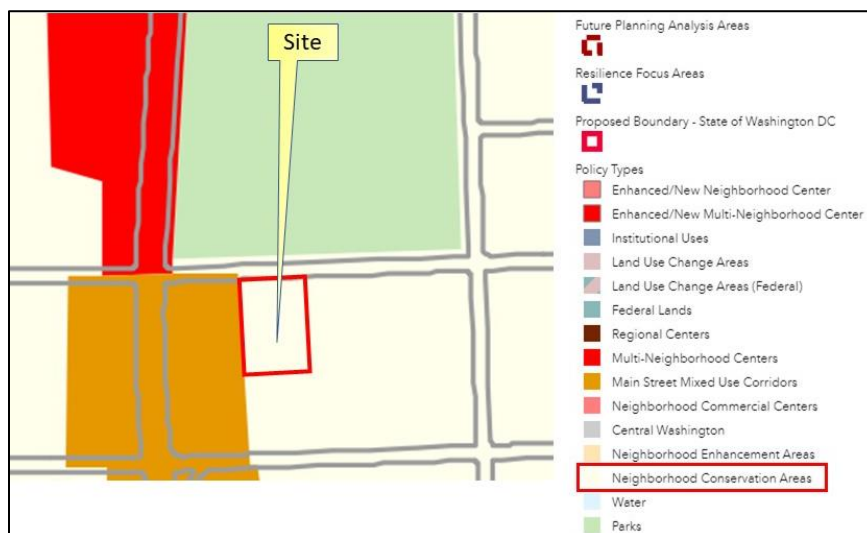 Site
Future Planning Analysis Areas
Resilience Focus Areas
Proposed Boundary - State of Washington DC
Policy Types
Enhanced/New Neighborhood Center
Enhanced/New Multi-Neighborhood Center
Institutional Uses
Land Use Change Areas
Land Use Change Areas (Federal)
Federal Lands
Regional Centers
Multi-Neighborhood Centers
Main Street Mixed Use Corridors
Neighborhood Commercial Centers
Central Washington
Neighborhood Enhancement Areas
Neighborhood Conservation Areas
Water
Parks